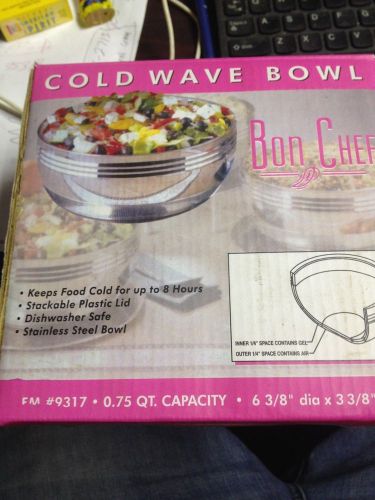 COLD WAVE BOWL
BON CHEF
• Keeps Food Cold for up to 8 Hours
• Stackable Plastic Lid
• Dishwasher Safe
• Stainless Steel Bowl
INNER 1/4" SPACE CONTAINS GEL
OUTER 1/4" SPACE CONTAINS AIR
#9317 • 0.75 QT. CAPACITY • 6 3/8" dia x 3 3/8"